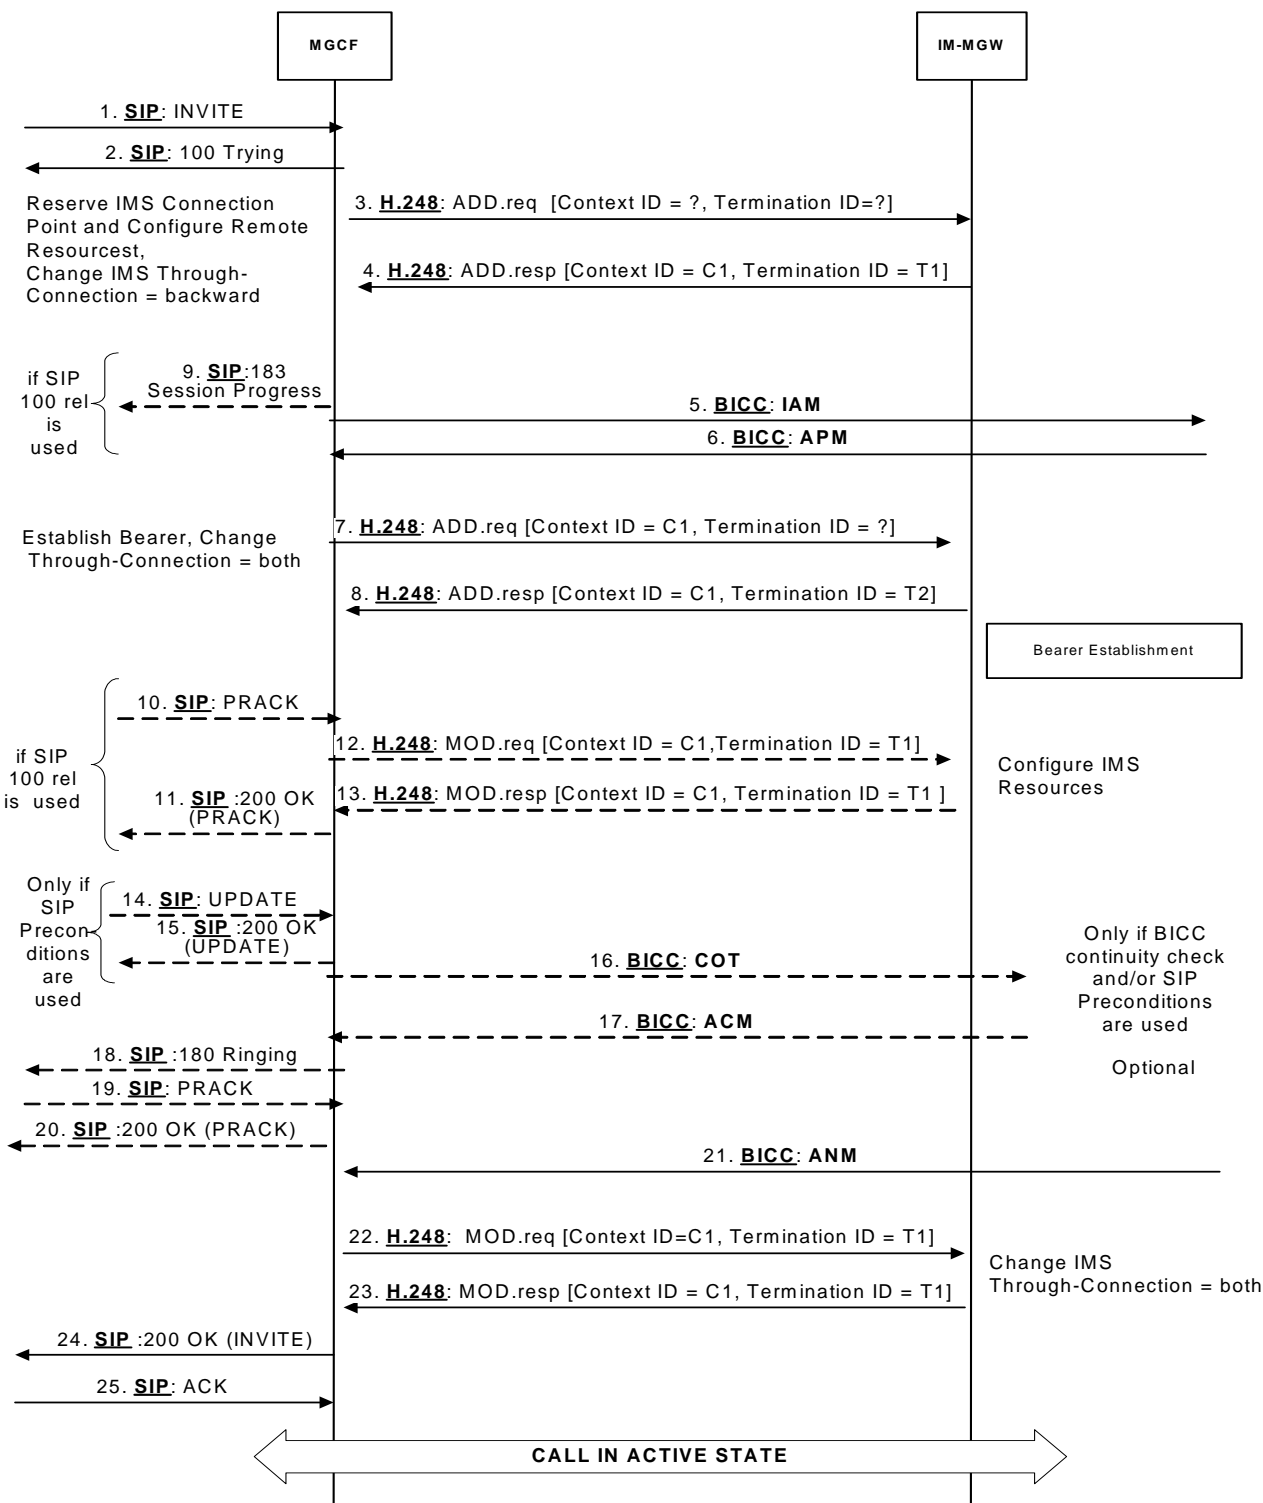 MGCF
IM-MGW
1. SIP: INVITE
2. SIP: 100 Trying
Reserve IMS Connection
Point and Configure Remote
Resourcest,
Change IMS Through-
Connection = backward
3. H.248: ADD.req [Context ID = ?, Termination ID=?]
4. H.248: ADD.resp [Context ID = C1, Termination ID = T1]
if SIP
100 rel
is
used
9. SIP:183
Session Progress
5. BICC: IAM
6. BICC: APM
Establish Bearer, Change
Through-Connection = both
7. H.248: ADD.req [Context ID = C1, Termination ID = ?]
8. H.248: ADD.resp [Context ID = C1, Termination ID = T2]
Bearer Establishment
if SIP
100 rel
is used
10. SIP: PRACK
12. H.248: MOD.req [Context ID = C1,Termination ID = T1]
11. SIP :200 OK
(PRACK)
13. H.248: MOD.resp [Context ID = C1, Termination ID = T1 ]
Configure IMS
Resources
Only if
SIP
Precon
ditions
are
used
14. SIP: UPDATE
15. SIP :200 OK
(UPDATE)
16. BICC: COT
Only if BICC
continuity check
and/or SIP
Preconditions
are used
17. BICC: ACM
18. SIP :180 Ringing
Optional
19. SIP: PRACK
20. SIP :200 OK (PRACK)
21. BICC: ANM
22. H.248: MOD.req [Context ID=C1, Termination ID = T1]
23. H.248: MOD.resp [Context ID = C1, Termination ID = T1]
Change IMS
Through-Connection = both
24. SIP :200 OK (INVITE)
25. SIP: ACK
CALL IN ACTIVE STATE